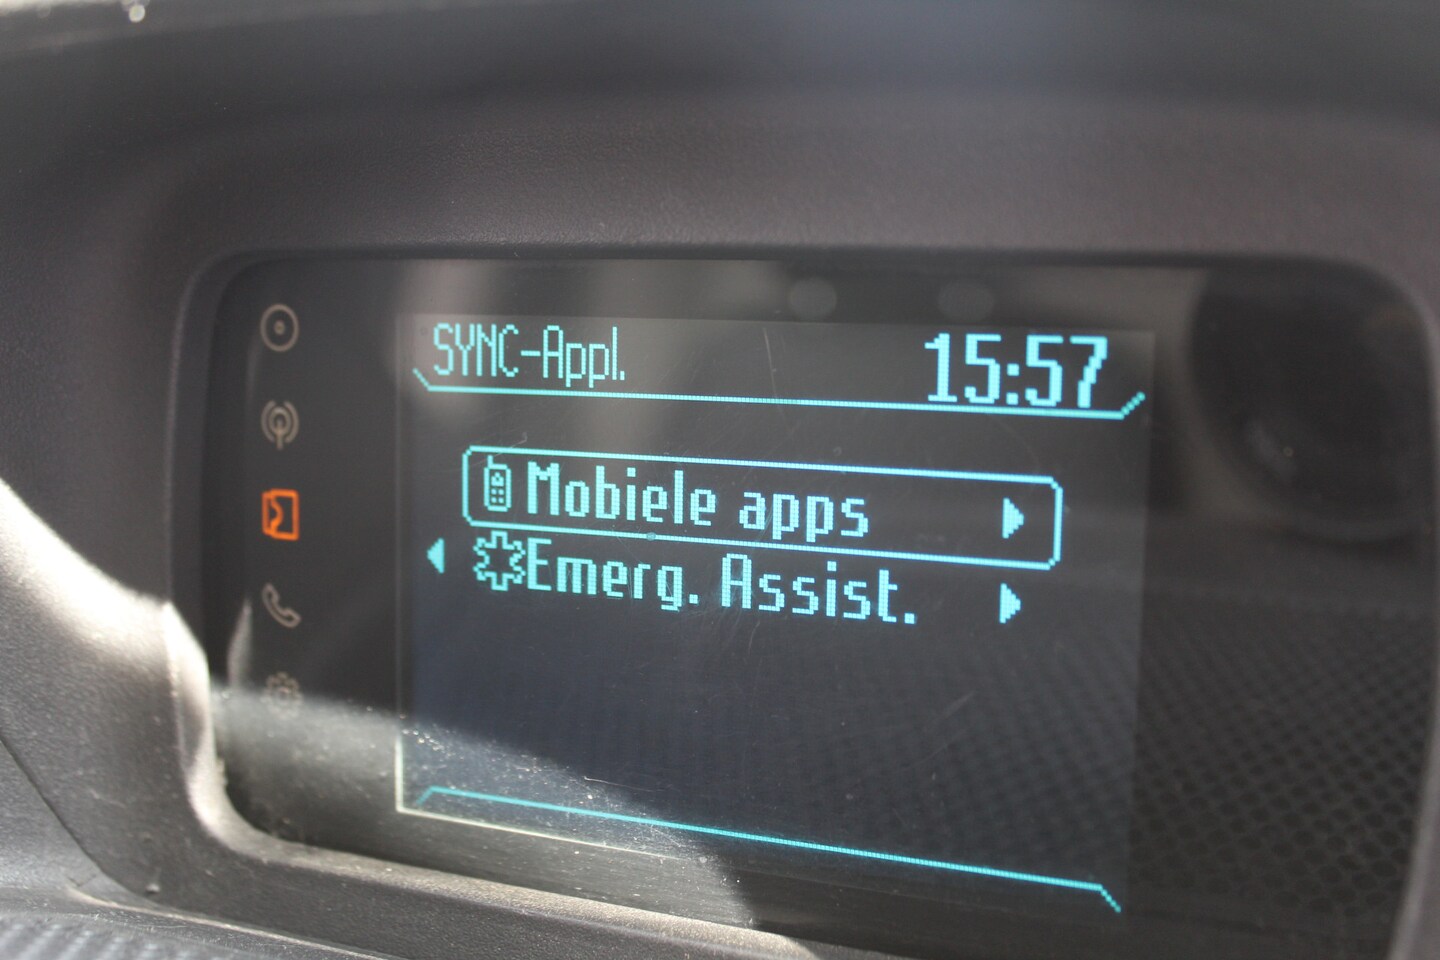 SYNC-Appl. 15:57
Mobiele apps
Emerg. Assist.